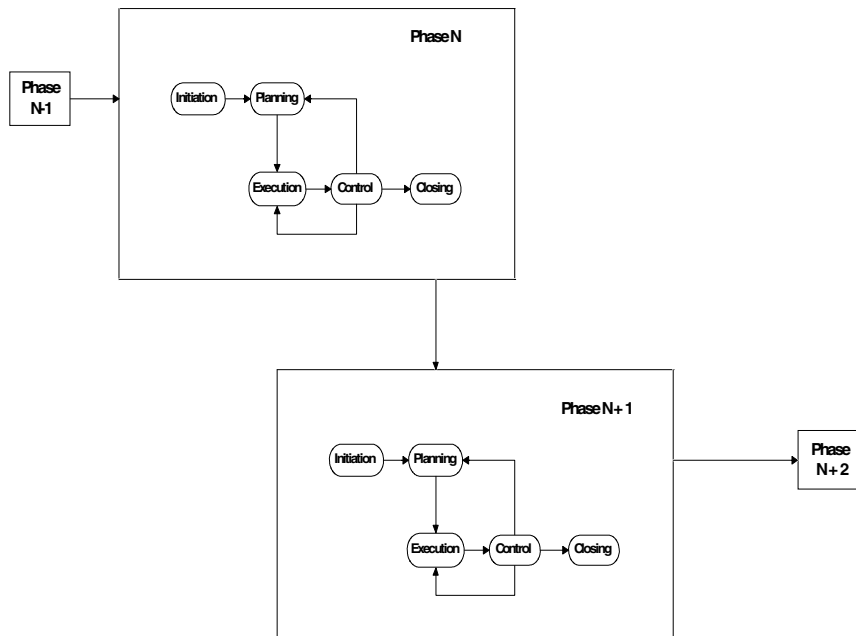 Phase N
Phase
N-1
Initiation
Planning
Execution
Control
Closing
Phase N + 1
Phase
N + 2
Initiation
Planning
Execution
Control
Closing